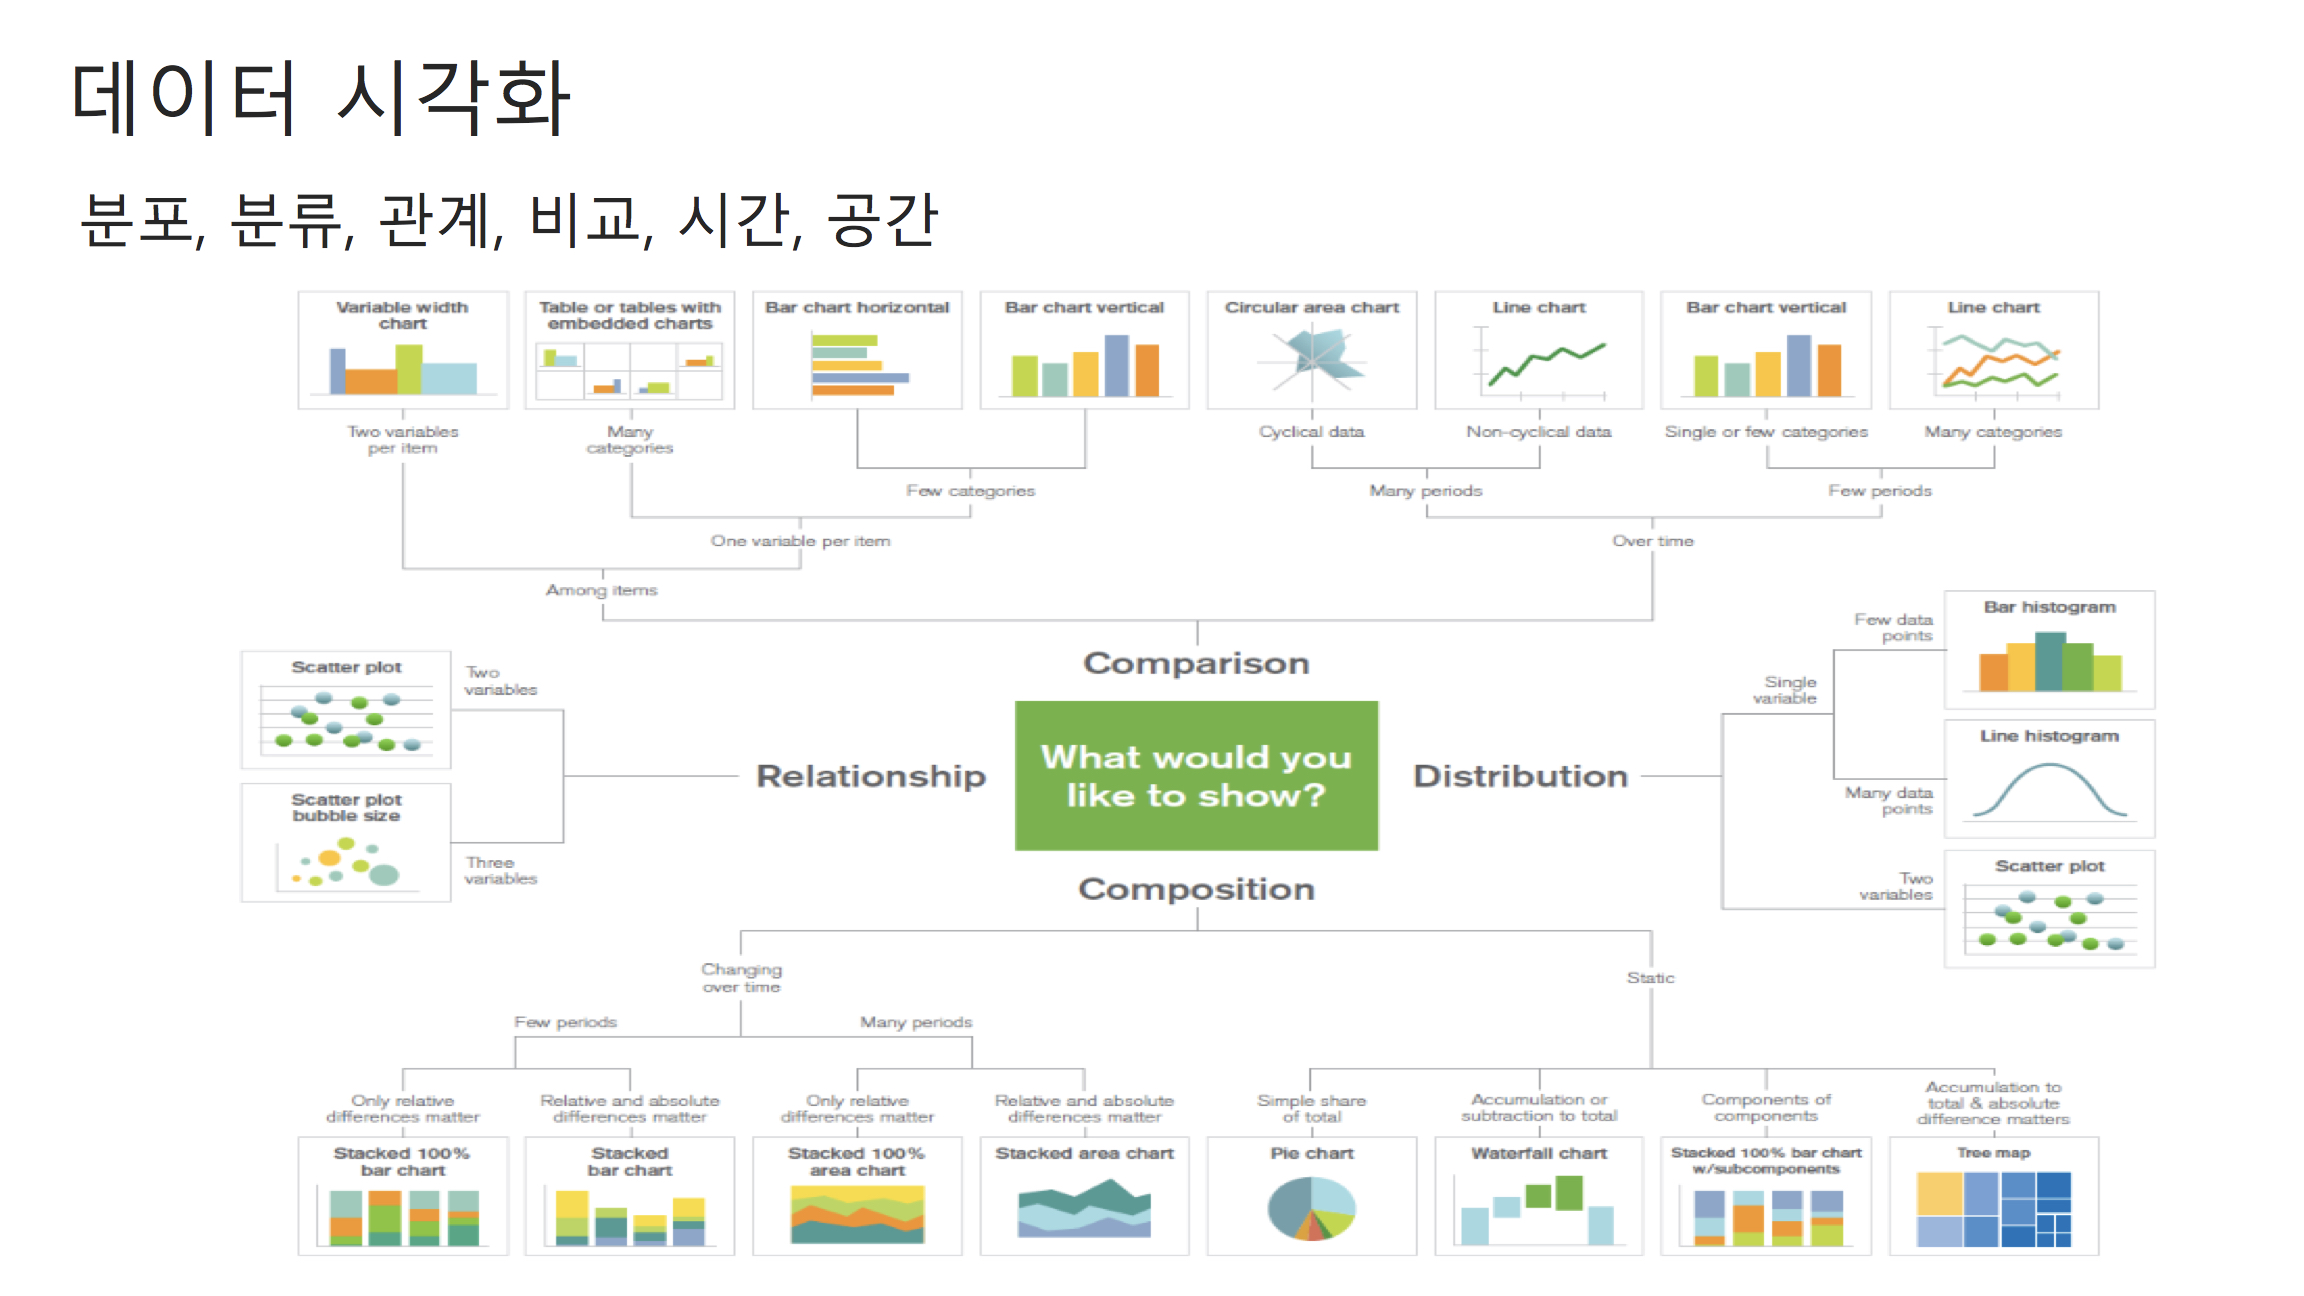 데이터 시각화
분포, 분류, 관계, 비교, 시간, 공간
Variable width
chart
Table or tables with
embedded charts
Bar chart horizontal
Bar chart vertical
Circular area chart
Line chart
Bar chart vertical
Line chart
Two variables
per item
Many
categories
Cyclical data
Non-cyclical data
Single or few categories
Many categories
Few categories
Many periods
Few periods
One variable per item
Over time
Among items
Comparison
Scatter plot
Two
variables
Scatter plot
bubble size
Three
variables
Relationship
What would you
like to show?
Distribution
Single
variable
Few data
points
Bar histogram
Many data
points
Line histogram
Two
variables
Scatter plot
Composition
Changing
over time
Static
Few periods
Many periods
Only relative
differences matter
Relative and absolute
differences matter
Only relative
differences matter
Relative and absolute
differences matter
Simple share
of total
Accumulation or
subtraction to total
Components of
components
Accumulation to
total & absolute
difference matters
Stacked 100%
bar chart
Stacked
bar chart
Stacked 100%
area chart
Stacked area chart
Pie chart
Waterfall chart
Stacked 100% bar chart
w/subcomponents
Tree map